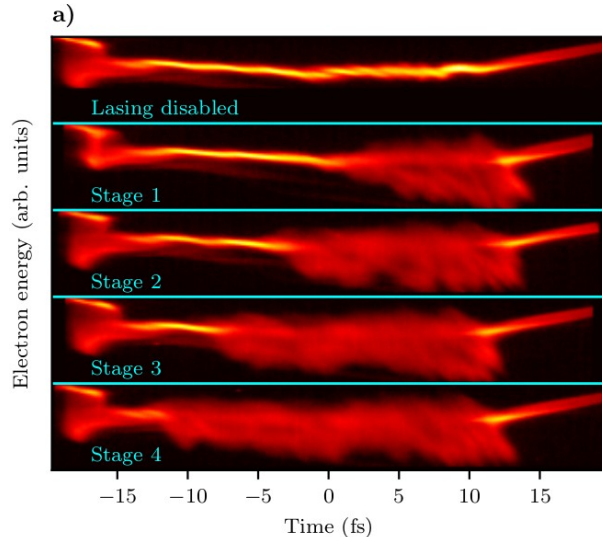 a)
Electron energy (arb. units)
Lasing disabled
Stage 1
Stage 2
Stage 3
Stage 4
−15 −10 −5 0 5 10 15
Time (fs)